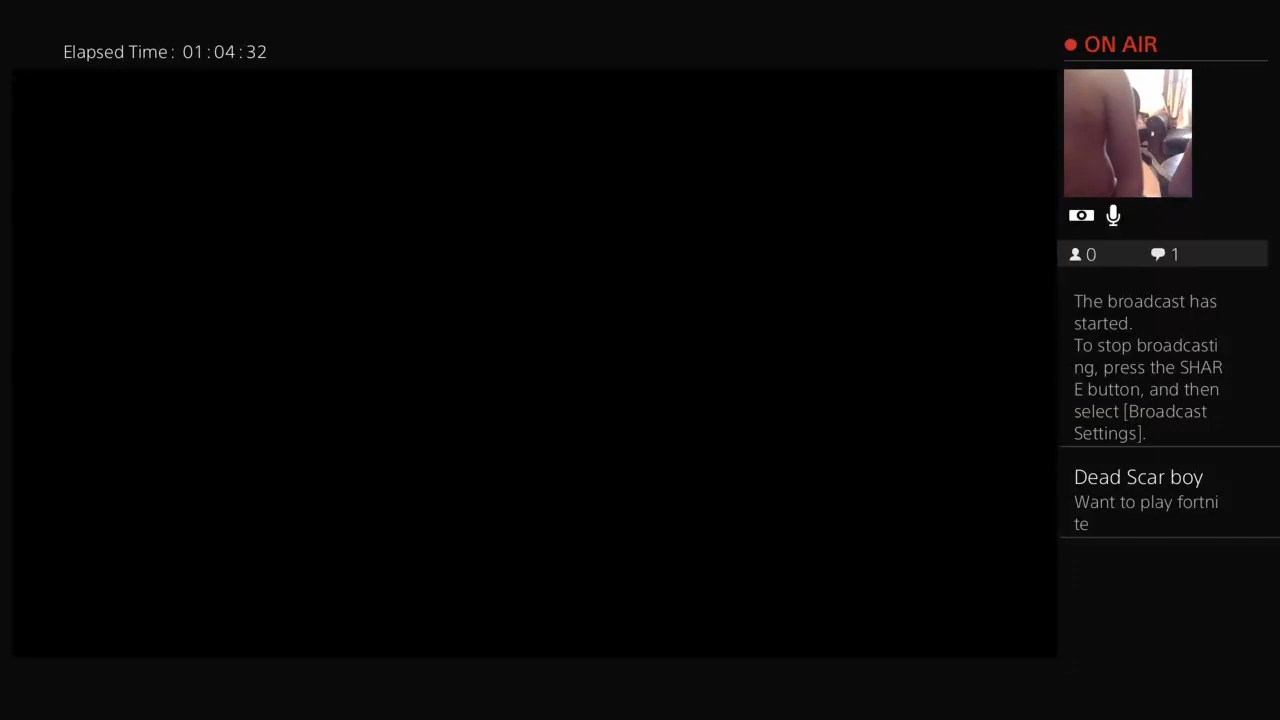 Elapsed Time: 01:04:32
ON AIR
0 1
The broadcast has
started.
To stop broadcasti
ng, press the SHAR
E button, and then
select [Broadcast
Settings].
Dead Scar boy
Want to play fortni
te